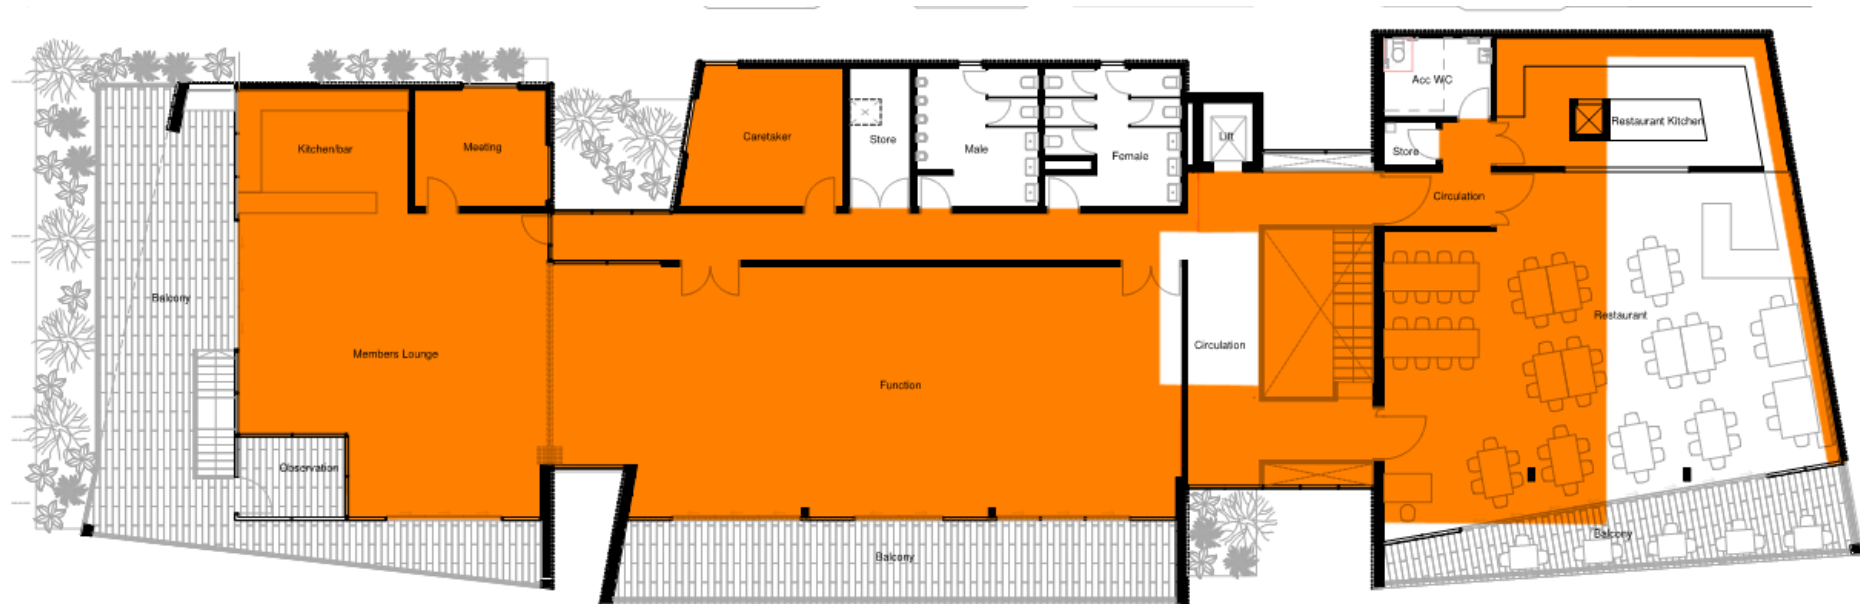 Kitchen/bar
Meeting
Caretaker
Store
Male
Female
Lift
Acc WC
Store
Restaurant Kitchen
Circulation
Balcony
Members Lounge
Function
Circulation
Restaurant
Observation
Balcony
Balcony